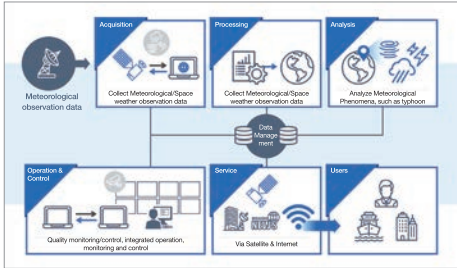 Acquisition
Processing
Analysis
Meteorological
observation data
Collect Meteorological/Space
weather observation data
Collect Meteorological/Space
weather observation data
Analyze Meteorological
Phenomena, such as typhoon
Data
Manage
ment
Operation &
Control
Service
Users
NEWS
Quality monitoring/control, integrated operation,
monitoring and control
Via Satellite & Internet